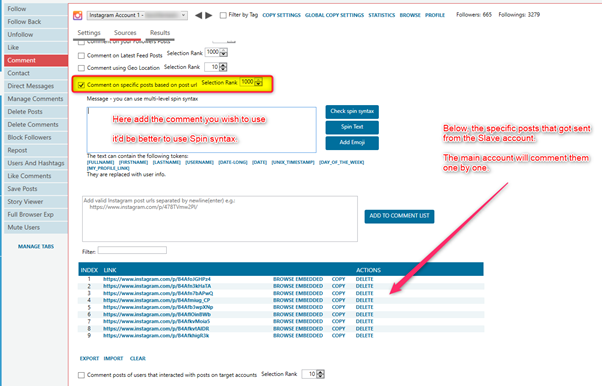 Follow
Follow Back
Unfollow
Like
Comment
Contact
Direct Messages
Manage Comments
Delete Posts
Delete Comments
Block Followers
Repost
Users And Hashtags
Like Comments
Save Posts
Story Viewer
Full Browser Exp
Mute Users
MANAGE TABS
Instagram Account 1 -
Filter by Tag COPY SETTINGS GLOBAL COPY SETTINGS STATISTICS BROWSE PROFILE Followers: 665 Followings: 3279
Settings Sources Results
Comment on your Followers Posts
Comment on Latest Feed Posts Selection Rank 1000
Comment using Geo Location Selection Rank 10
Comment on specific posts based on post url Selection Rank 1000
Message - you can use multi-level spin syntax
Here add the comment you wish to use
it'd be better to use Spin syntax
Check spin syntax
Spin Text
Add Emoji
Below, the specific posts that got sent
from the Slave account.
The main account will comment them
one by one.
The text can contain the following tokens:
[FULLNAME] [FIRSTNAME] [LASTNAME] [USERNAME] [DATE-LONG] [DATE] [UNIX_TIMESTAMP] [DAY_OF_THE_WEEK]
[MY_PROFILE_LINK]
They are replaced with user info.
Add valid Instagram post urls separated by newline(enter) e.g.:
https://www.instagram.com/p/4TBTVmw2Pi/
ADD TO COMMENT LIST
Filter:
INDEX LINK ACTIONS
1 https://www.instagram.com/p/ BROWSE EMBEDDED COPY DELETE
2 https://www.instagram.com/p/ BROWSE EMBEDDED COPY DELETE
3 https://www.instagram.com/p/ BROWSE EMBEDDED COPY DELETE
4 https://www.instagram.com/p/ BROWSE EMBEDDED COPY DELETE
5 https://www.instagram.com/p/ BROWSE EMBEDDED COPY DELETE
6 https://www.instagram.com/p/ BROWSE EMBEDDED COPY DELETE
7 https://www.instagram.com/p/ BROWSE EMBEDDED COPY DELETE
8 https://www.instagram.com/p/ BROWSE EMBEDDED COPY DELETE
9 https://www.instagram.com/p/ BROWSE EMBEDDED COPY DELETE
EXPORT IMPORT CLEAR
Comment posts of users that interacted with posts on target accounts Selection Rank 10